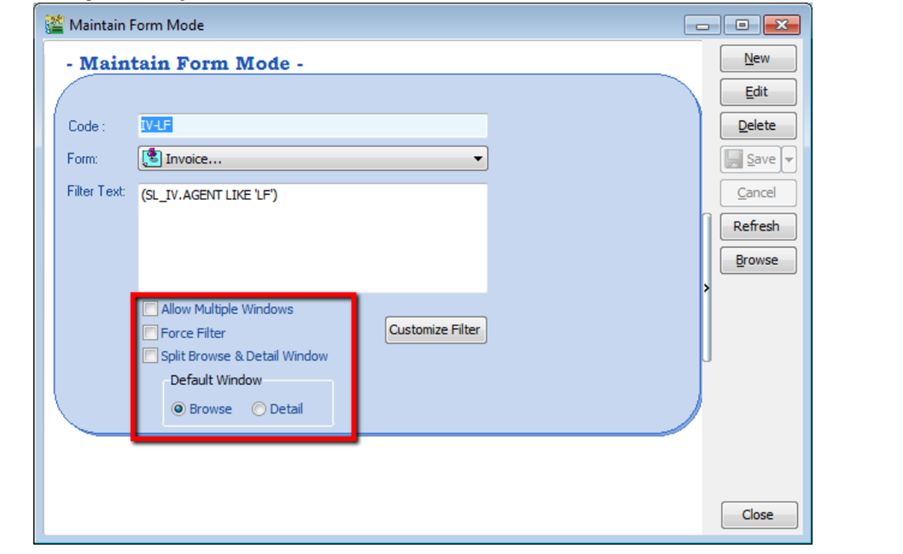 Maintain Form Mode
- Maintain Form Mode -
Code :
IV-LF
Form:
Invoice...
Filter Text:
(SL_IV.AGENT LIKE 'LF')
Allow Multiple Windows
Force Filter
Customize Filter
Split Browse & Detail Window
Default Window
Browse
Detail
New
Edit
Delete
Save
Cancel
Refresh
Browse
Close